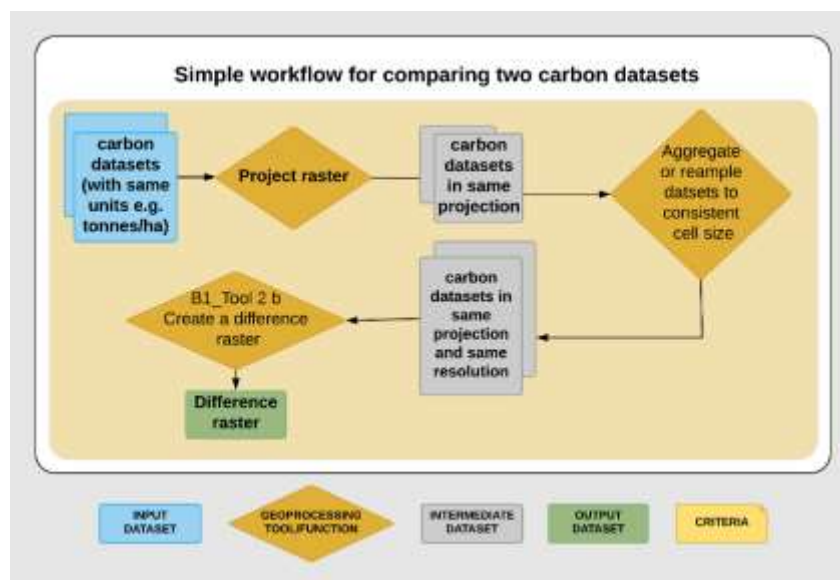 Simple workflow for comparing two carbon datasets
carbon
datasets
(with same
units e.g.
tonnes/ha)
Project raster
carbon
datasets
in same
projection
Aggregate
or reample
datsets to
consistent
cell size
carbon
datasets in
same
projection
and same
resolution
B1_Tool 2 b
Create a difference
raster
Difference
raster
INPUT
DATASET
GEOPROCESSING
TOOL/FUNCTION
INTERMEDIATE
DATASET
OUTPUT
DATASET
CRITERIA